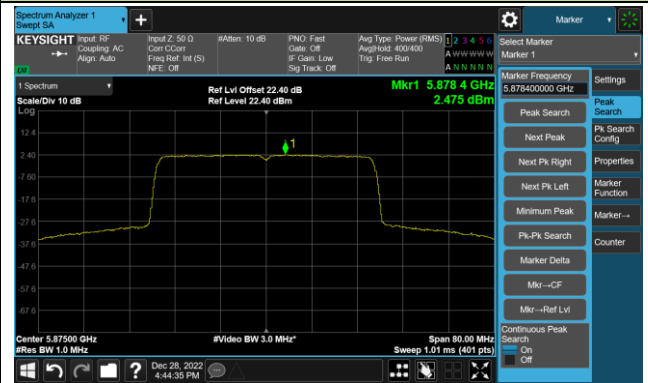 Spectrum Analyzer 1
Swept SA
+
Marker
KEYSIGHT
Input: RF
Coupling: AC
Align: Auto
Input Z: 50 Ω
Corr CCorr
Freq Ref: Int (S)
NFE: Off
#Atten: 10 dB
PNO: Fast
Gate: Off
IF Gain: Low
Sig Track: Off
Avg Type: Power (RMS)
Avg|Hold: 400/400
Trig: Free Run
1 2 3 4 5 6
A W W W W W
A N N N N N
Select Marker
Marker 1
1 Spectrum
Scale/Div 10 dB
Log
Ref Lvl Offset 22.40 dB
Ref Level 22.40 dBm
Mkr1 5.878 4 GHz
2.475 dBm
12.4
2.40
-7.60
-17.6
-27.6
-37.6
-47.6
-57.6
-67.6
1
Center 5.87500 GHz
#Res BW 1.0 MHz
#Video BW 3.0 MHz*
Span 80.00 MHz
Sweep 1.01 ms (401 pts)
Marker Frequency
5.878400000 GHz
Peak Search
Next Peak
Next Pk Right
Next Pk Left
Minimum Peak
Pk-Pk Search
Marker Delta
Mkr→CF
Mkr→Ref Lvl
Continuous Peak
Search
On
Off
Settings
Peak
Search
Pk Search
Config
Properties
Marker
Function
Marker→
Counter
?
Dec 28, 2022
4:44:35 PM